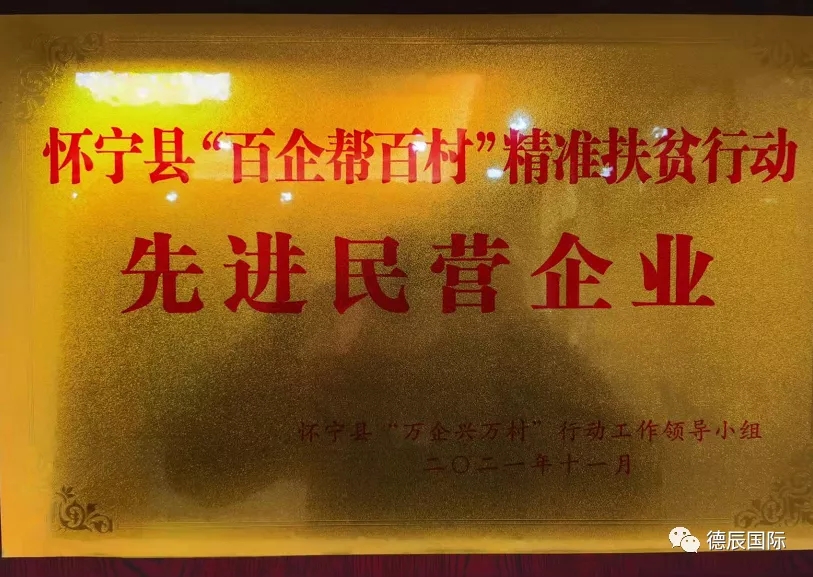 怀宁县“百企帮百村”精准扶贫行动
先进民营企业
怀宁县“万企兴万村”行动工作领导小组
二〇二一年十一月
德辰国际